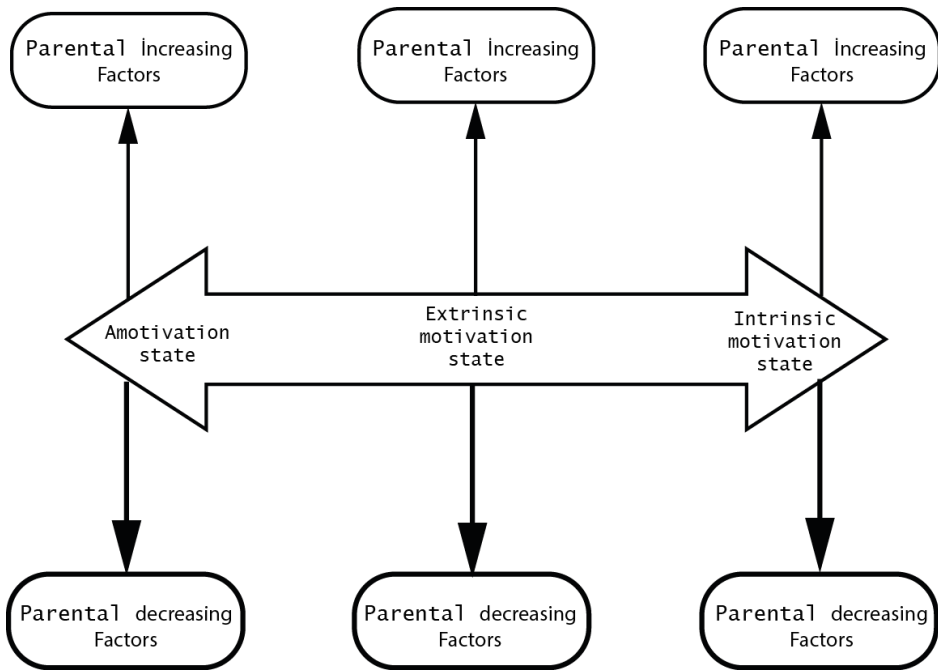 Parental İncreasing
Factors
Parental İncreasing
Factors
Parental İncreasing
Factors
Amotivation
state
Extrinsic
motivation
state
Intrinsic
motivation
state
Parental decreasing
Factors
Parental decreasing
Factors
Parental decreasing
Factors